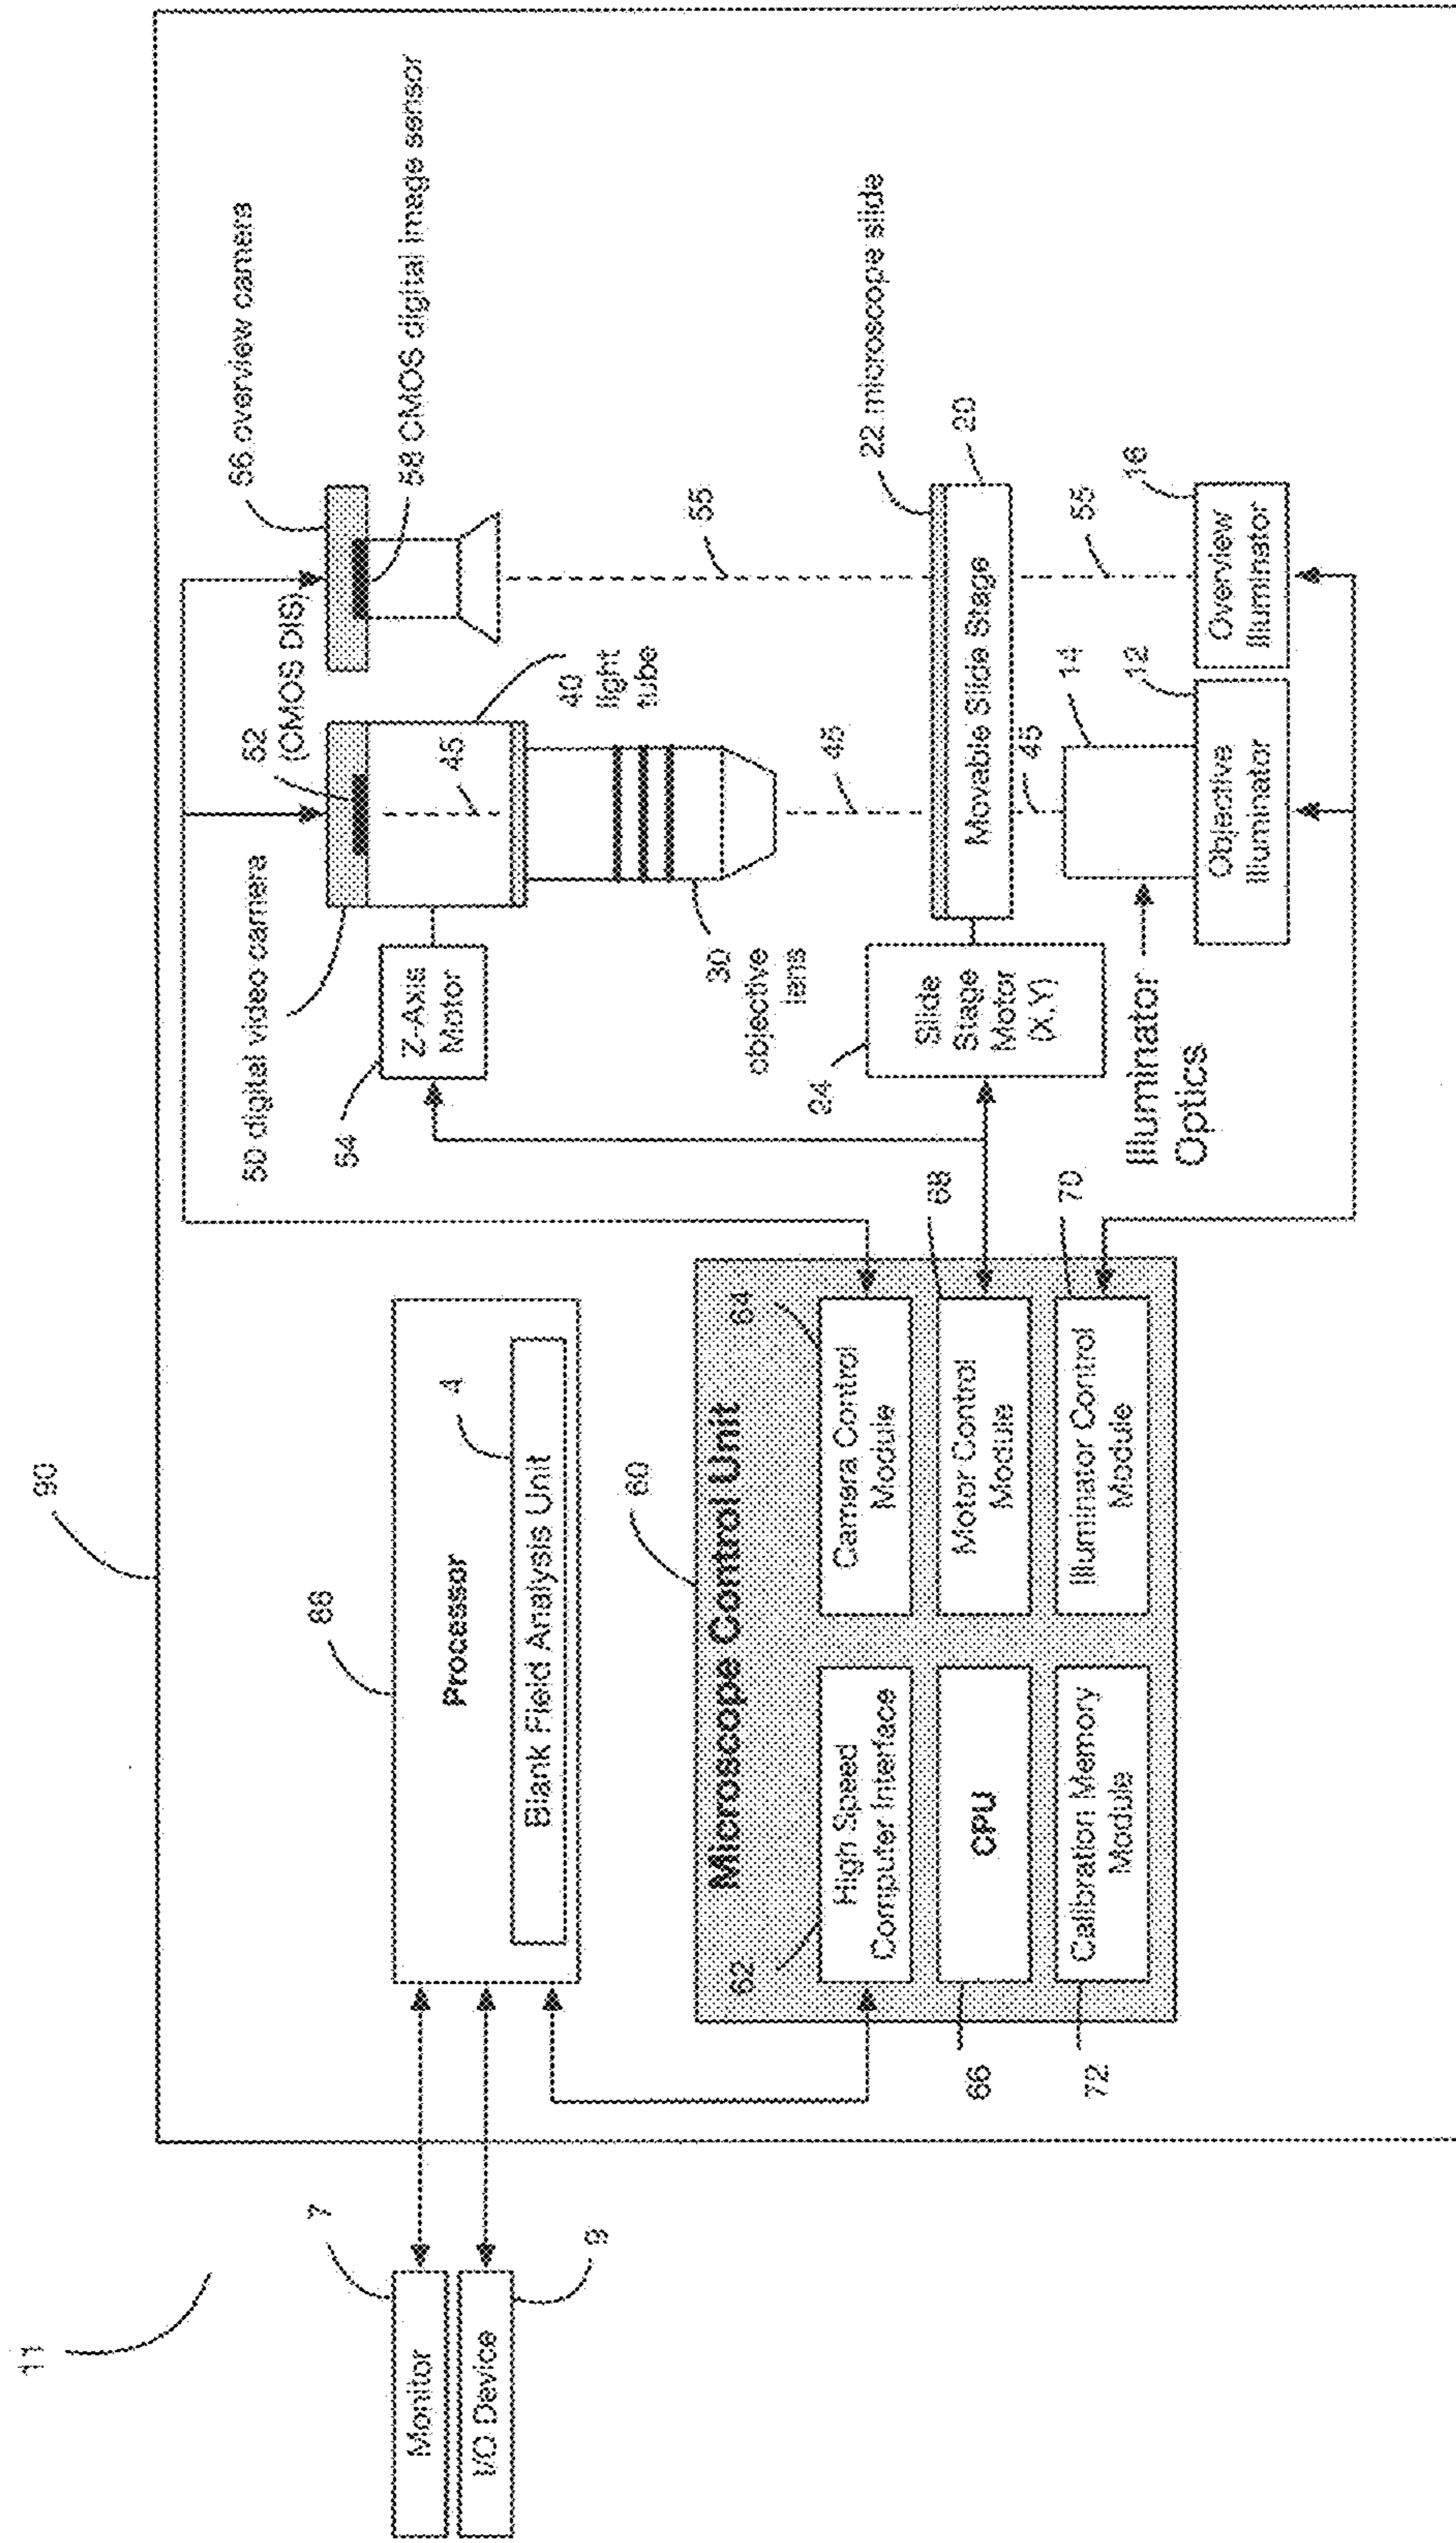 11
90
Monitor
7
I/O Device
9
88
Processor
4
Blank Field Analysis Unit
60
Microscope Control Unit
62
High Speed
Computer Interface
64
Camera Control
Module
66
CPU
68
Motor Control
Module
72
Calibration Memory
Module
70
Illuminator Control
Module
50 digital video camera
52
(CMOS DIS)
56 overview camera
58 CMOS digital image sensor
54
Z-Axis
Motor
45
40
light
tube
30
objective
lens
45
55
22 microscope slide
24
Slide
Stage
Motor
(X,Y)
Movable Slide Stage
20
45
14
55
16
Illuminator
Optics
12
Objective
Illuminator
Overview
Illuminator